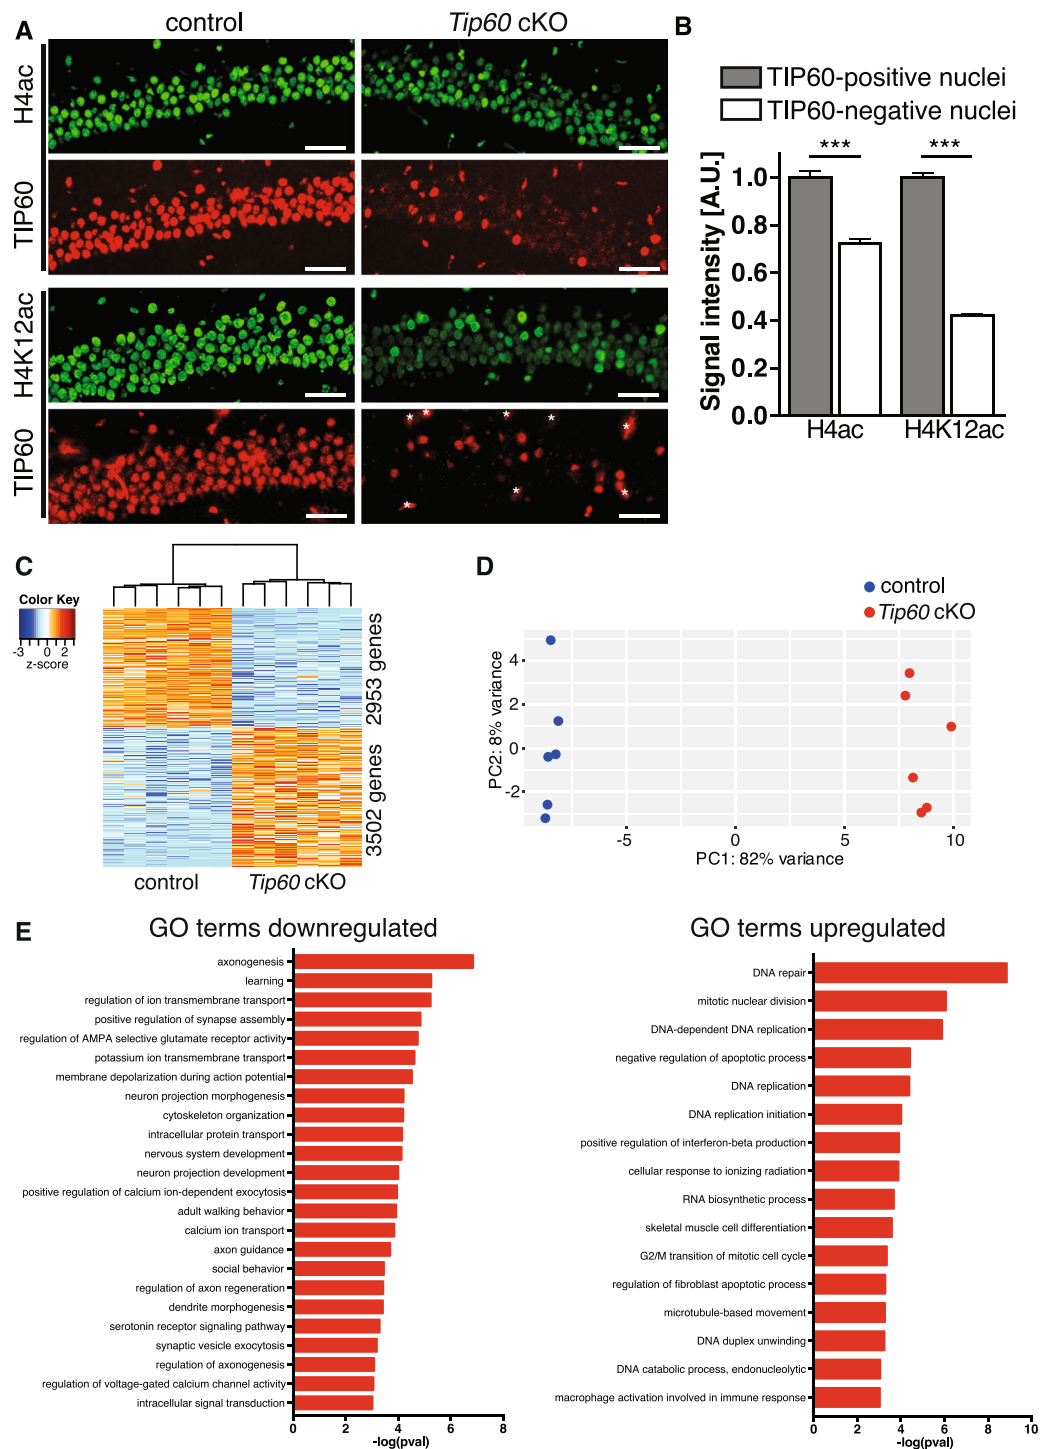 A
control
Tip60 cKO
H4ac
TIP60
H4K12ac
TIP60
* * * * * * * *
B
TIP60-positive nuclei
TIP60-negative nuclei
*** ***
Signal intensity [A.U.]
1.0
0.8
0.6
0.4
0.2
0.0
H4ac H4K12ac
C
Color Key
-3 0 2
z-score
2953 genes
3502 genes
control Tip60 cKO
D
control
Tip60 cKO
PC2: 8% variance
4
2
0
-2
-5 0 5 10
PC1: 82% variance
E
GO terms downregulated
axonogenesis
learning
regulation of ion transmembrane transport
positive regulation of synapse assembly
regulation of AMPA selective glutamate receptor activity
potassium ion transmembrane transport
membrane depolarization during action potential
neuron projection morphogenesis
cytoskeleton organization
intracellular protein transport
nervous system development
neuron projection development
positive regulation of calcium ion-dependent exocytosis
adult walking behavior
calcium ion transport
axon guidance
social behavior
regulation of axon regeneration
dendrite morphogenesis
serotonin receptor signaling pathway
synaptic vesicle exocytosis
regulation of axonogenesis
regulation of voltage-gated calcium channel activity
intracellular signal transduction
0 2 4 6 8
-log(pval)
GO terms upregulated
DNA repair
mitotic nuclear division
DNA-dependent DNA replication
negative regulation of apoptotic process
DNA replication
DNA replication initiation
positive regulation of interferon-beta production
cellular response to ionizing radiation
RNA biosynthetic process
skeletal muscle cell differentiation
G2/M transition of mitotic cell cycle
regulation of fibroblast apoptotic process
microtubule-based movement
DNA duplex unwinding
DNA catabolic process, endonucleolytic
macrophage activation involved in immune response
0 2 4 6 8 10
-log(pval)